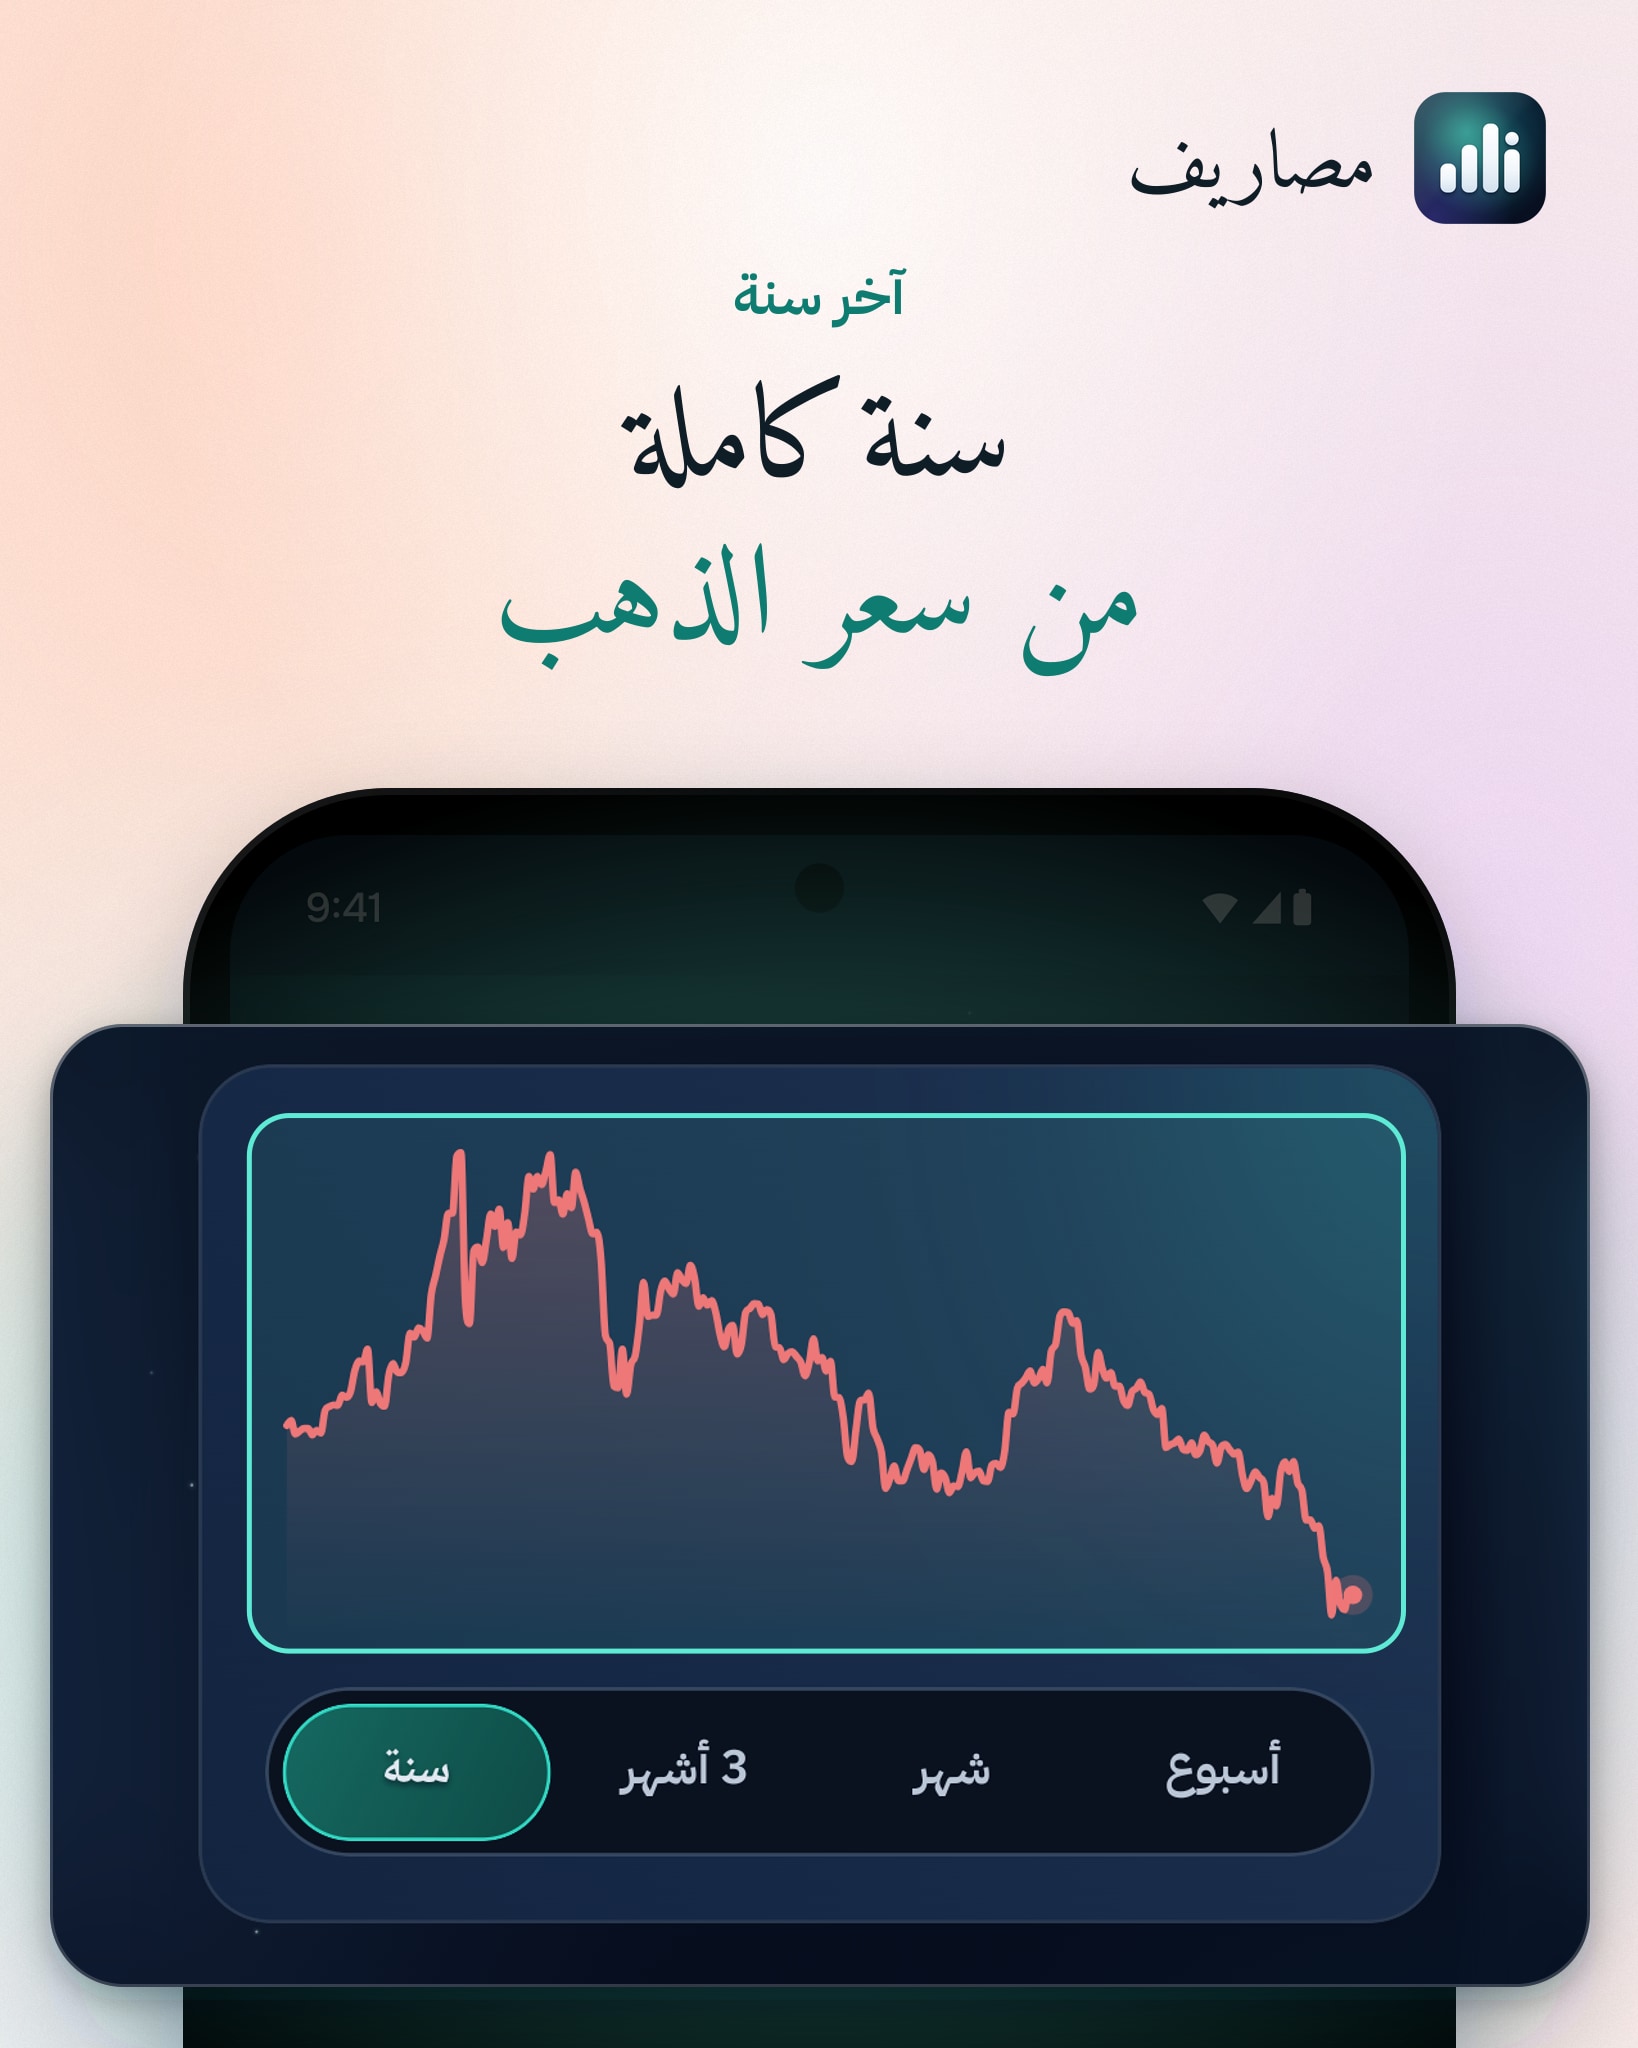 مصاريف
آخر سنة
سنة كاملة
من سعر الذهب
9:41
أسبوع
شهر
3 أشهر
سنة